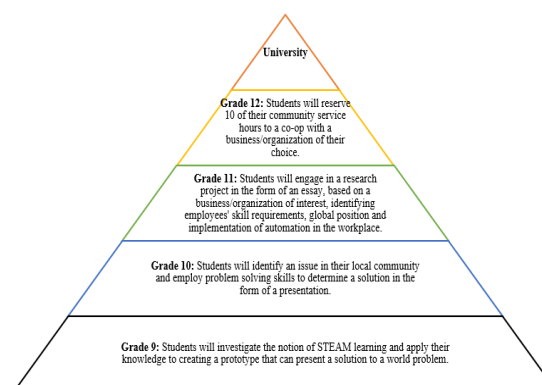 University
Grade 12: Students will reserve
10 of their community service
hours to a co-op with a
business/organization of their
choice.
Grade 11: Students will engage in a research
project in the form of an essay, based on a
business/organization of interest, identifying
employees' skill requirements, global position and
implementation of automation in the workplace.
Grade 10: Students will identify an issue in their local community
and employ problem solving skills to determine a solution in the
form of a presentation.
Grade 9: Students will investigate the notion of STEAM learning and apply their
knowledge to creating a prototype that can present a solution to a world problem.